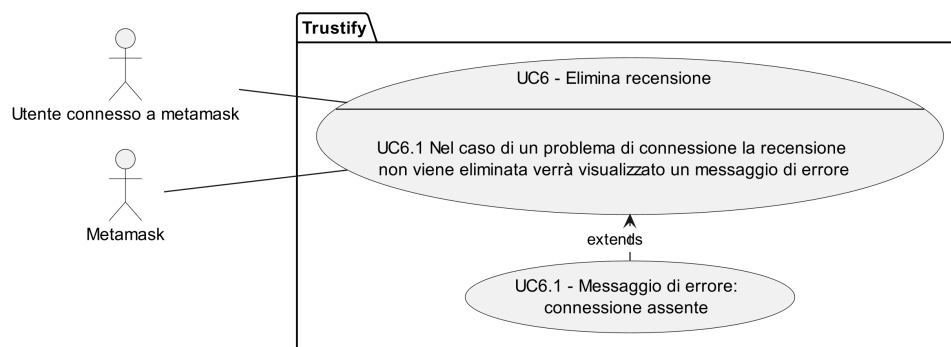 Trustify
UC6 - Elimina recensione
Utente connesso a metamask
UC6.1 Nel caso di un problema di connessione la recensione
non viene eliminata verrà visualizzato un messaggio di errore
Metamask
extends
UC6.1 - Messaggio di errore:
connessione assente